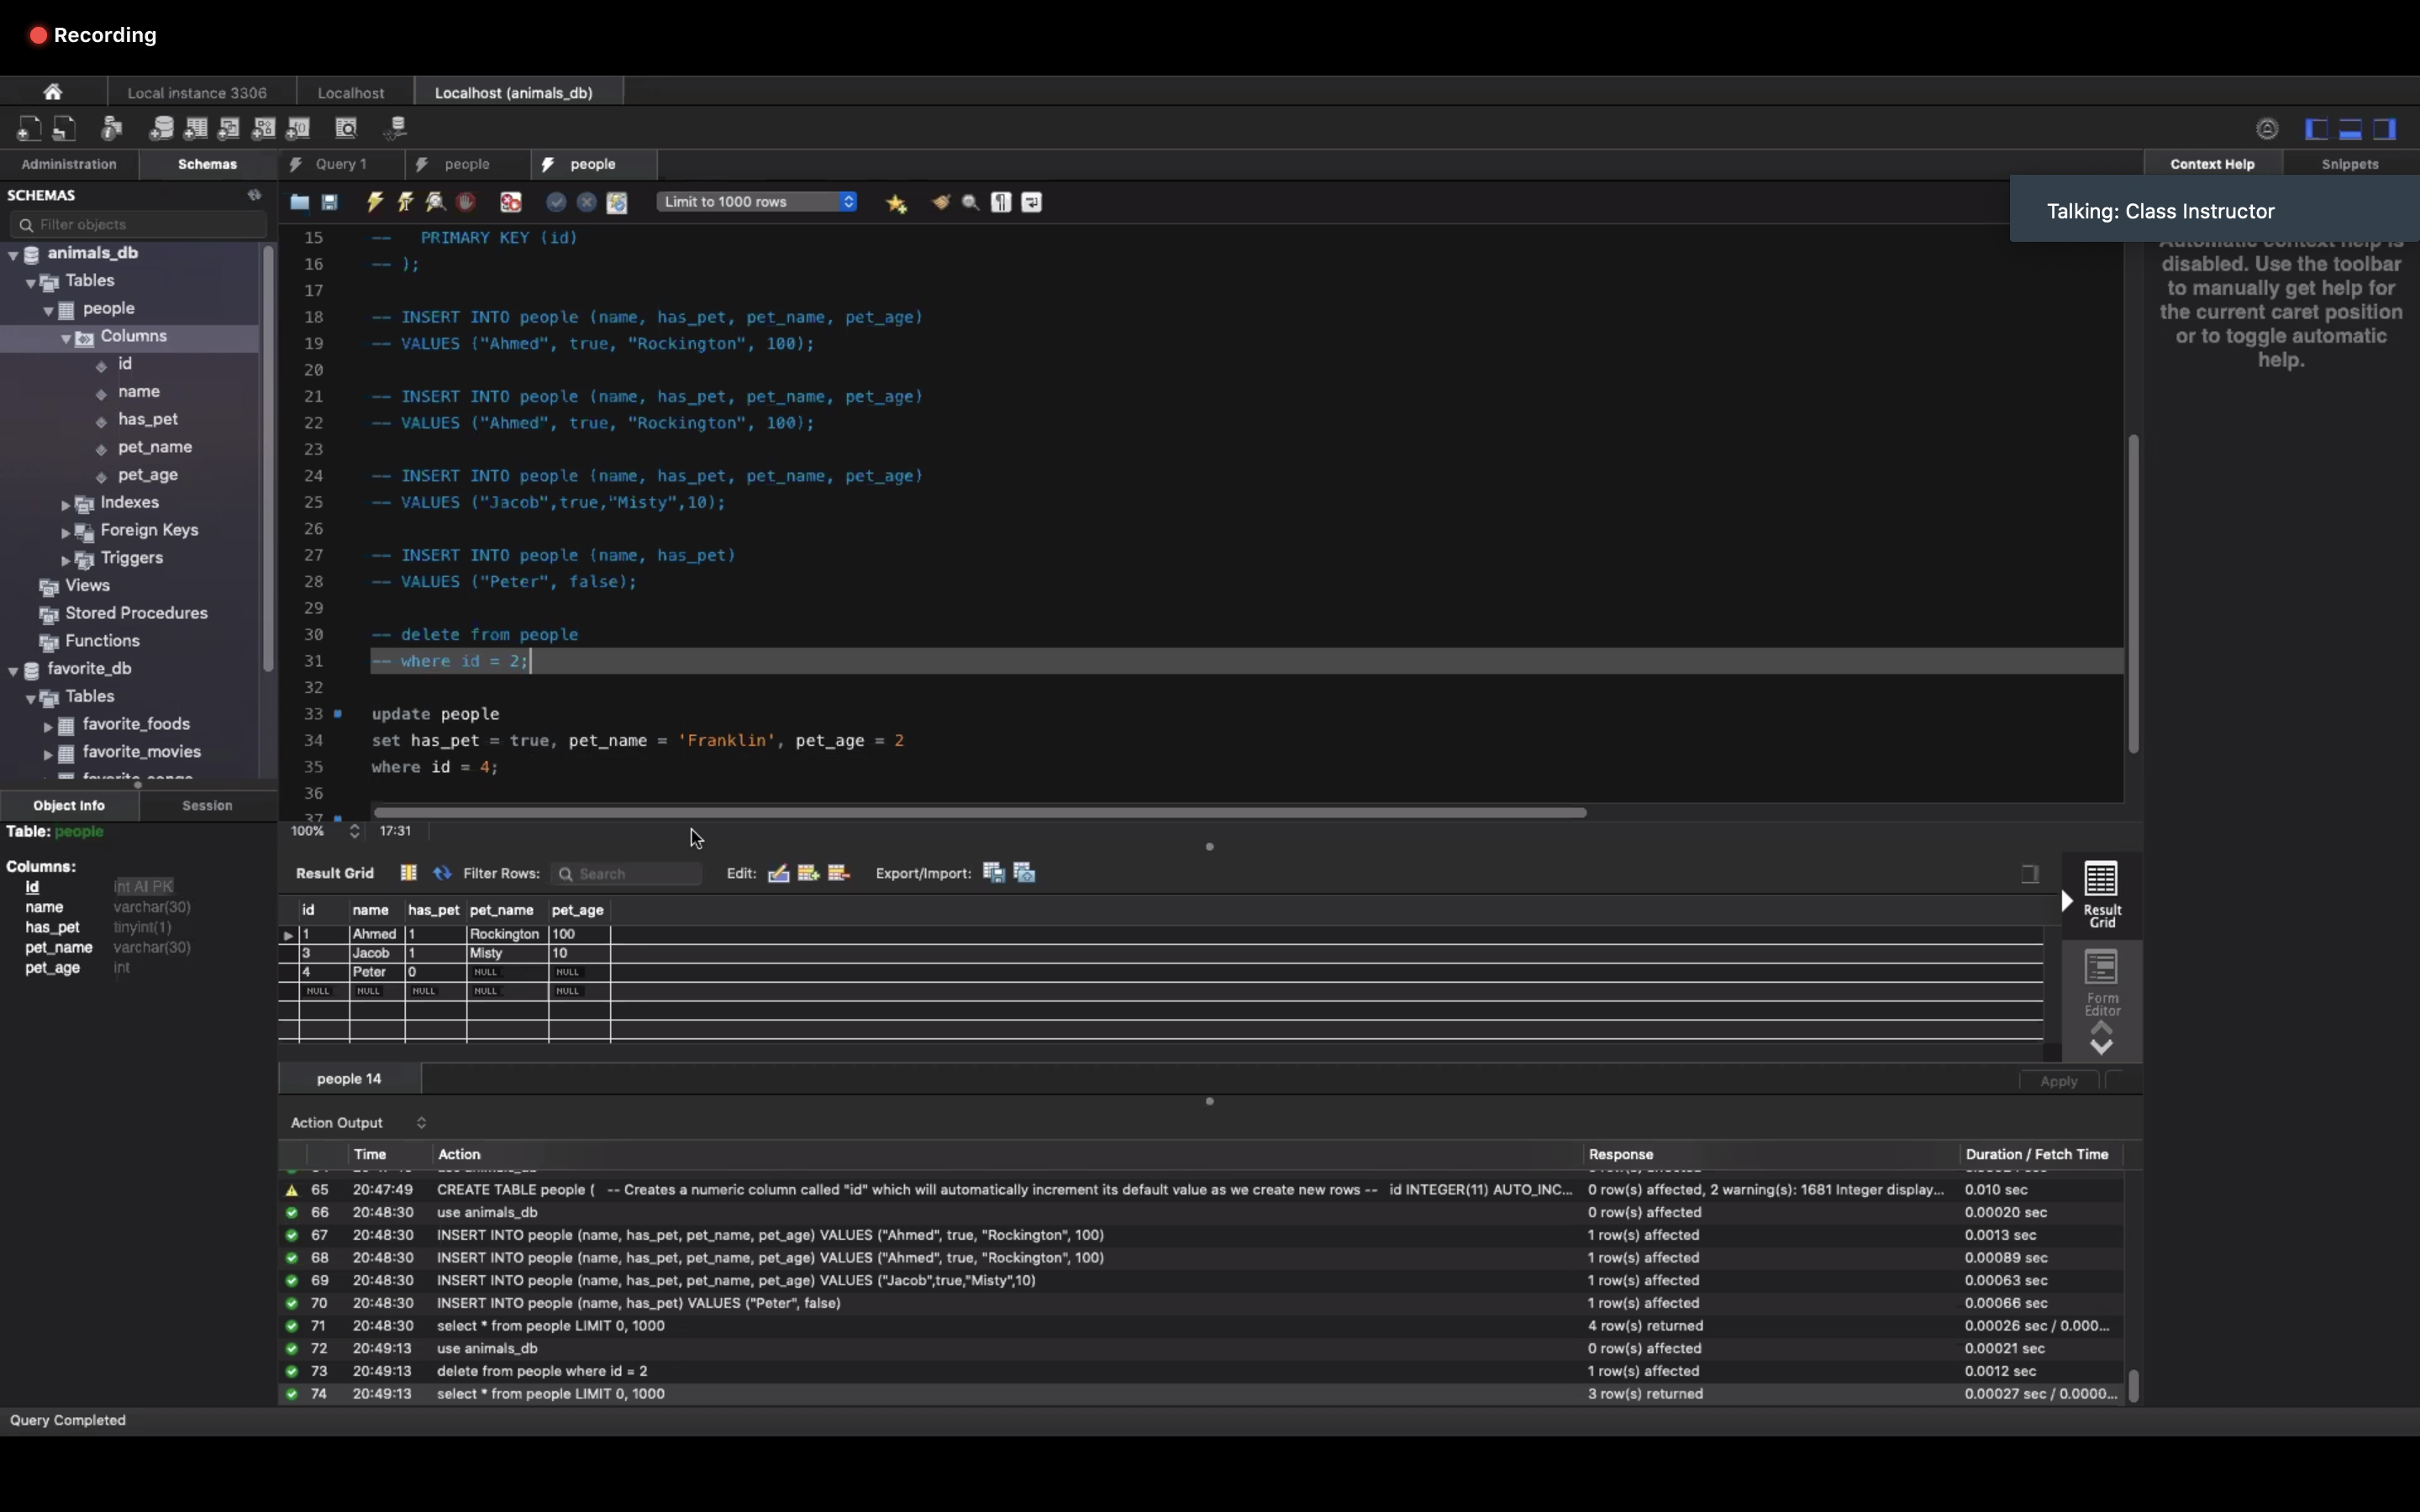 Recording
Local instance 3306
Localhost
Localhost (animals_db)
Administration
Schemas
Query 1
people
people
Context Help
Snippets
SCHEMAS
Filter objects
Limit to 1000 rows
Talking: Class Instructor
Automatic context help is
disabled. Use the toolbar
to manually get help for
the current caret position
or to toggle automatic
help.
animals_db
Tables
people
Columns
id
name
has_pet
pet_name
pet_age
Indexes
Foreign Keys
Triggers
Views
Stored Procedures
Functions
favorite_db
Tables
favorite_foods
favorite_movies
15 -- PRIMARY KEY (id)
16 -- );
17
18 -- INSERT INTO people (name, has_pet, pet_name, pet_age)
19 -- VALUES ("Ahmed", true, "Rockington", 100);
20
21 -- INSERT INTO people (name, has_pet, pet_name, pet_age)
22 -- VALUES ("Ahmed", true, "Rockington", 100);
23
24 -- INSERT INTO people (name, has_pet, pet_name, pet_age)
25 -- VALUES ("Jacob",true,"Misty",10);
26
27 -- INSERT INTO people (name, has_pet)
28 -- VALUES ("Peter", false);
29
30 -- delete from people
31 -- where id = 2;
32
33 update people
34 set has_pet = true, pet_name = 'Franklin', pet_age = 2
35 where id = 4;
36
37
100% 17:31
Object Info
Session
Table: people
Columns:
id int AI PK
name varchar(30)
has_pet tinyint(1)
pet_name varchar(30)
pet_age int
Result Grid
Filter Rows:
Search
Edit:
Export/Import:
id name has_pet pet_name pet_age
1 Ahmed 1 Rockington 100
3 Jacob 1 Misty 10
4 Peter 0 NULL NULL
NULL NULL NULL NULL NULL
Result
Grid
Form
Editor
people 14
Apply
Action Output
Time Action Response Duration / Fetch Time
65 20:47:49 CREATE TABLE people ( -- Creates a numeric column called "id" which will automatically increment its default value as we create new rows -- id INTEGER(11) AUTO_INC... 0 row(s) affected, 2 warning(s): 1681 Integer display... 0.010 sec
66 20:48:30 use animals_db 0 row(s) affected 0.00020 sec
67 20:48:30 INSERT INTO people (name, has_pet, pet_name, pet_age) VALUES ("Ahmed", true, "Rockington", 100) 1 row(s) affected 0.0013 sec
68 20:48:30 INSERT INTO people (name, has_pet, pet_name, pet_age) VALUES ("Ahmed", true, "Rockington", 100) 1 row(s) affected 0.00089 sec
69 20:48:30 INSERT INTO people (name, has_pet, pet_name, pet_age) VALUES ("Jacob",true,"Misty",10) 1 row(s) affected 0.00063 sec
70 20:48:30 INSERT INTO people (name, has_pet) VALUES ("Peter", false) 1 row(s) affected 0.00066 sec
71 20:48:30 select * from people LIMIT 0, 1000 4 row(s) returned 0.00026 sec / 0.000...
72 20:49:13 use animals_db 0 row(s) affected 0.00021 sec
73 20:49:13 delete from people where id = 2 1 row(s) affected 0.0012 sec
74 20:49:13 select * from people LIMIT 0, 1000 3 row(s) returned 0.00027 sec / 0.0000...
Query Completed